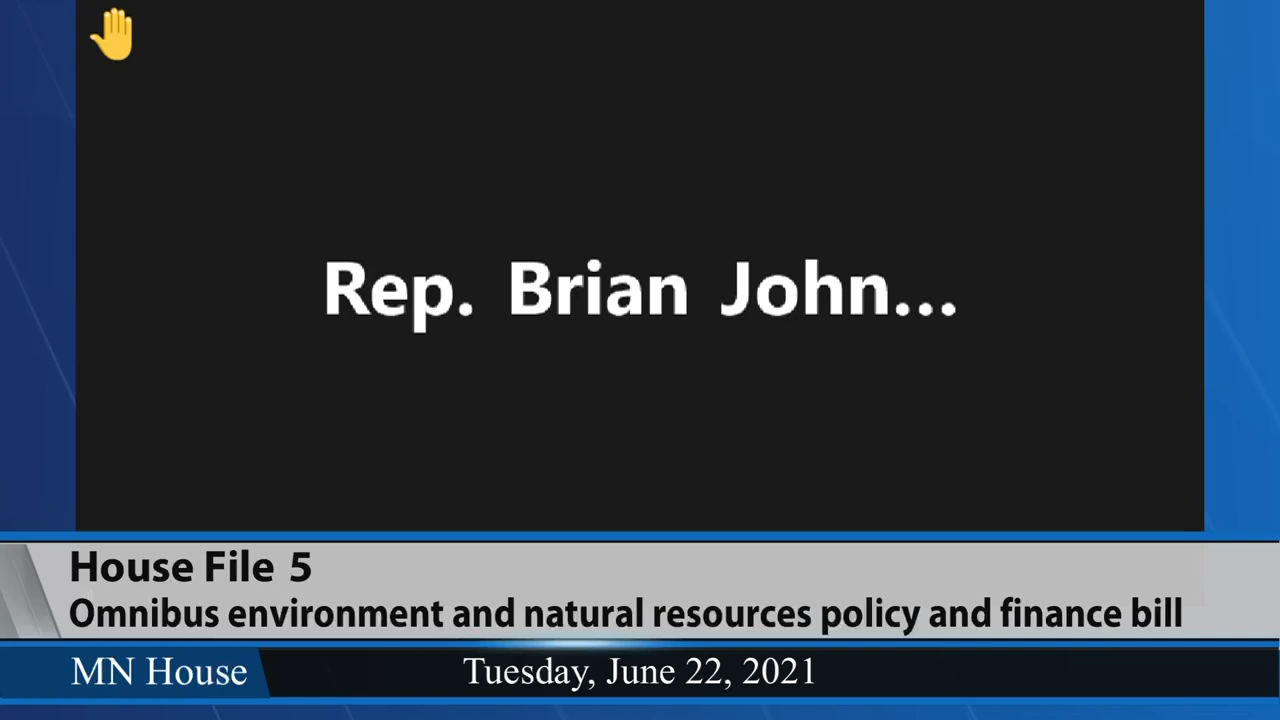 Rep. Brian John...
House File 5
Omnibus environment and natural resources policy and finance bill
MN House
Tuesday, June 22, 2021